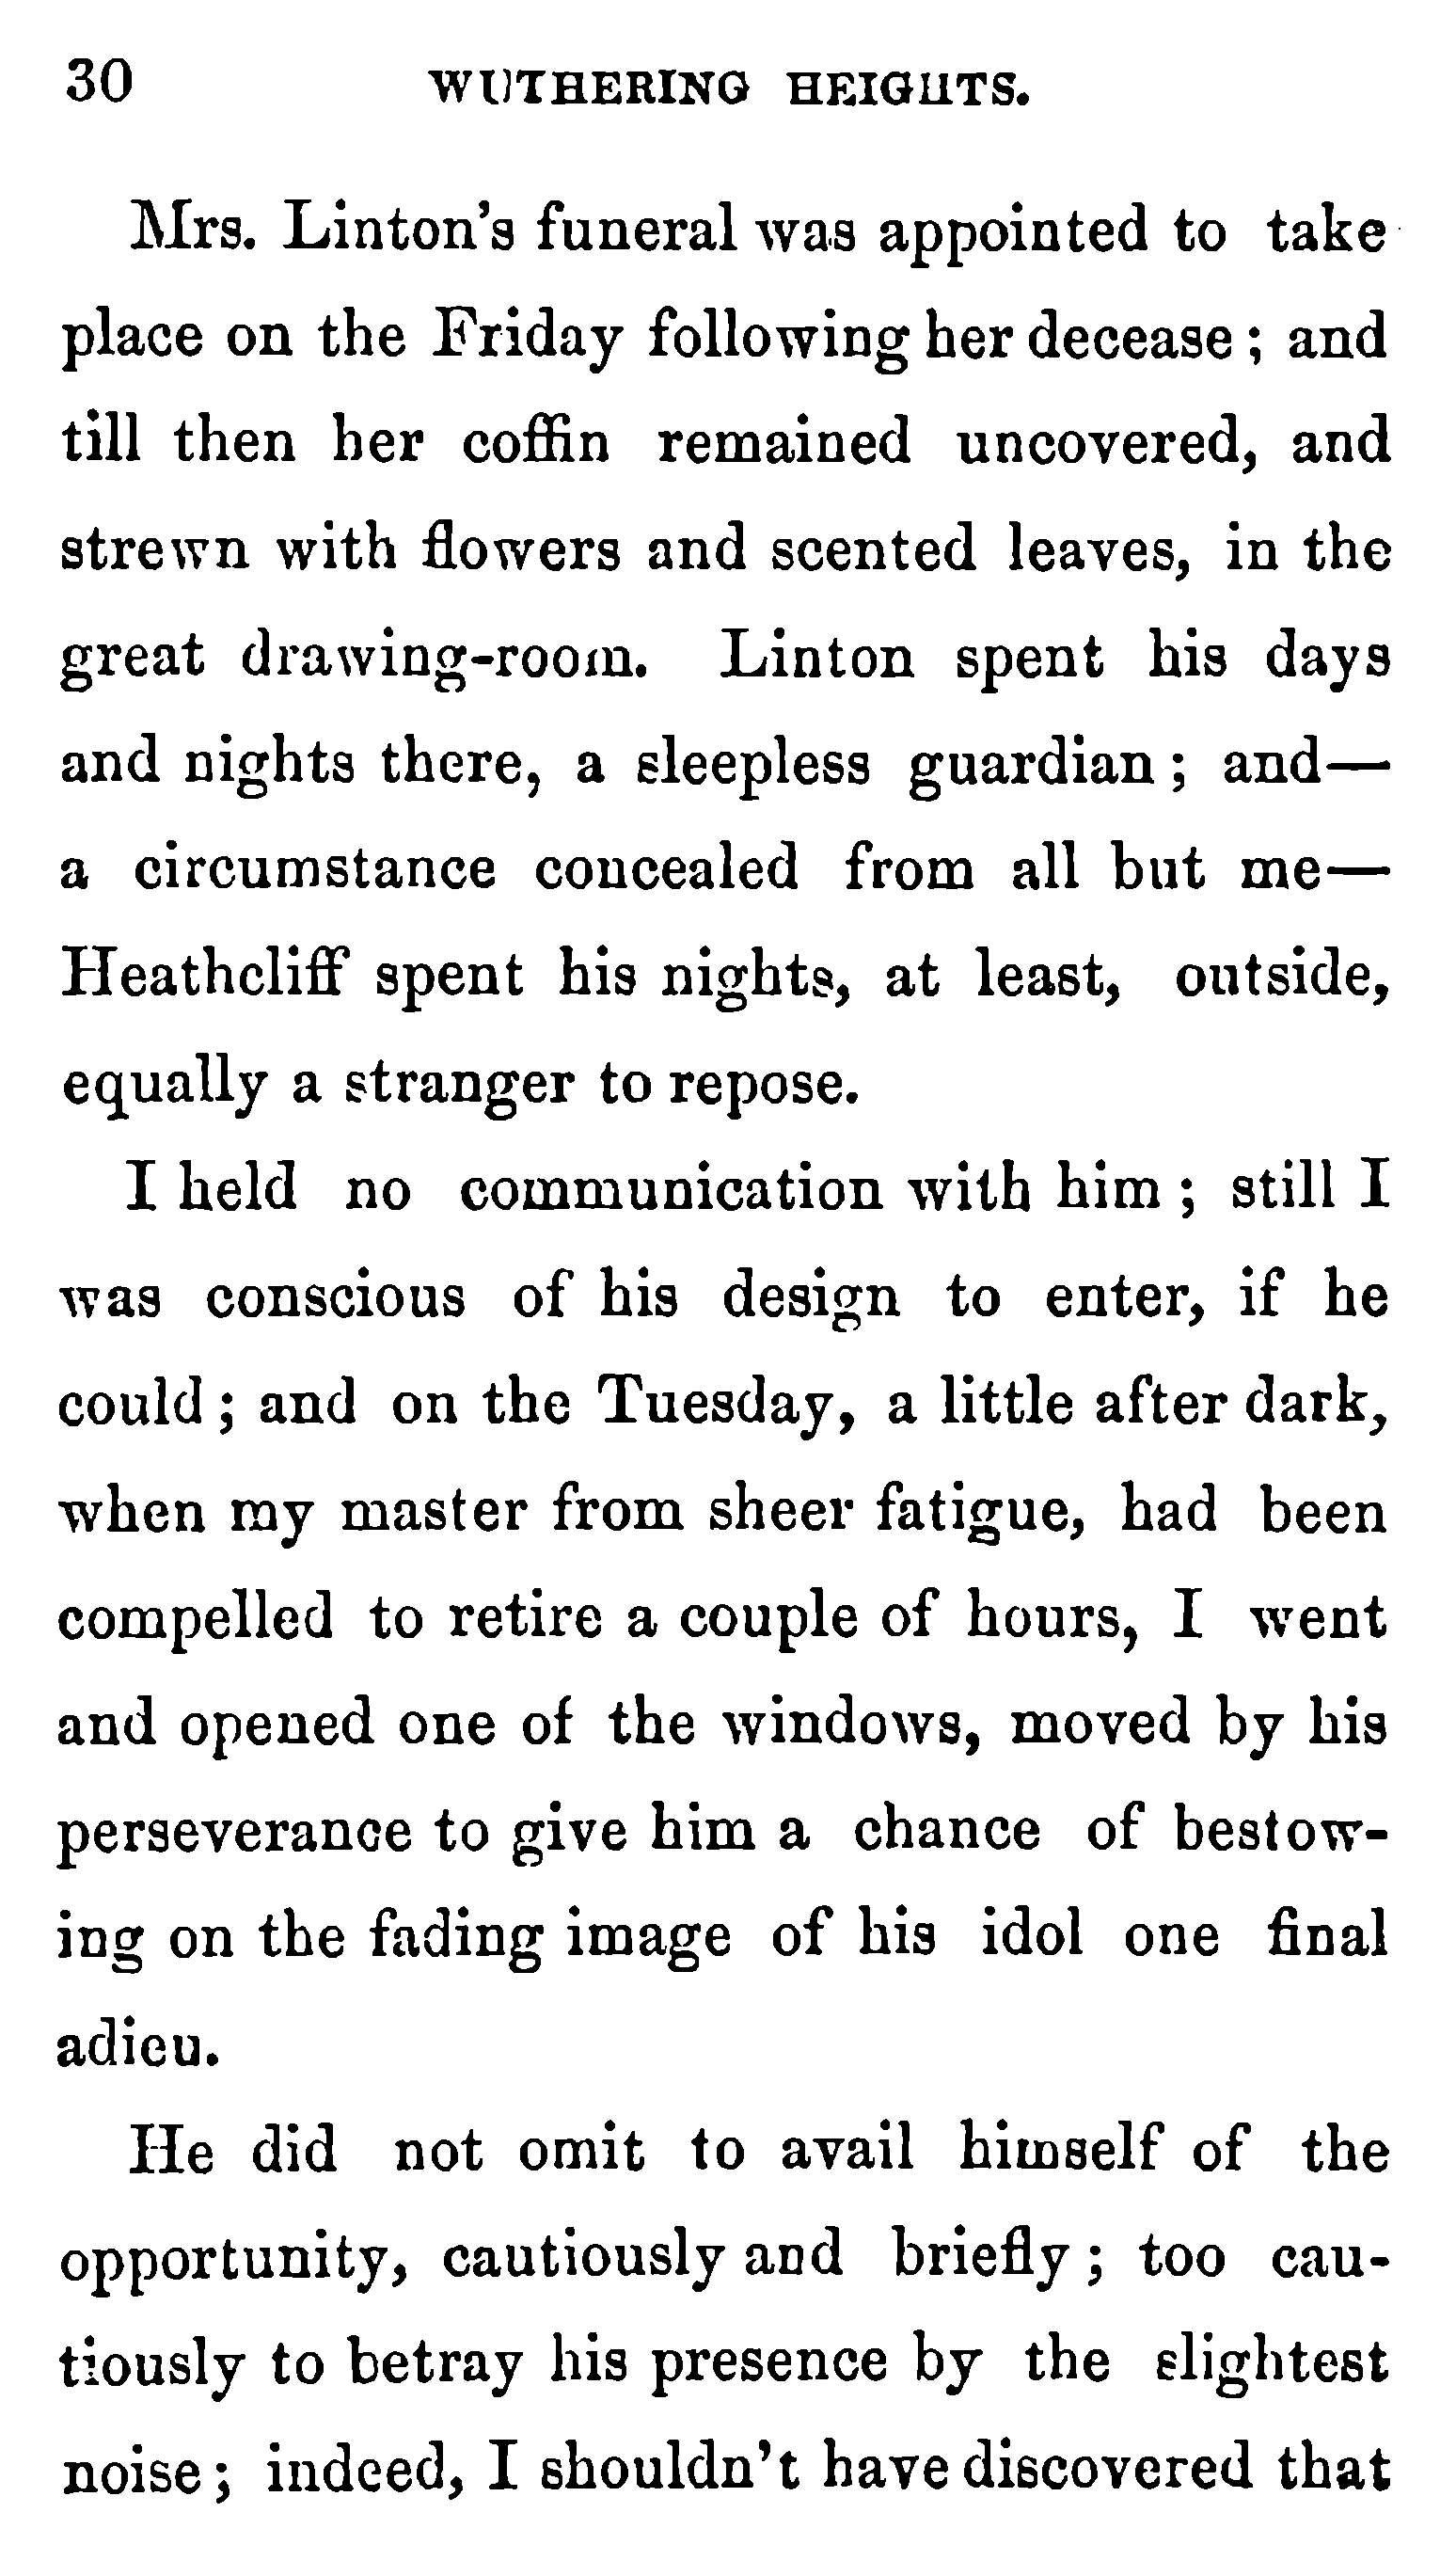 30 WUTHERING HEIGHTS.
Mrs. Linton's funeral was appointed to take
place on the Friday following her decease; and
till then her coffin remained uncovered, and
strewn with flowers and scented leaves, in the
great drawing-room. Linton spent his days
and nights there, a sleepless guardian; and—
a circumstance concealed from all but me—
Heathcliff spent his nights, at least, outside,
equally a stranger to repose.
I held no communication with him; still I
was conscious of his design to enter, if he
could; and on the Tuesday, a little after dark,
when my master from sheer fatigue, had been
compelled to retire a couple of hours, I went
and opened one of the windows, moved by his
perseverance to give him a chance of bestow-
ing on the fading image of his idol one final
adieu.
He did not omit to avail himself of the
opportunity, cautiously and briefly; too cau-
tiously to betray his presence by the slightest
noise; indeed, I shouldn't have discovered that